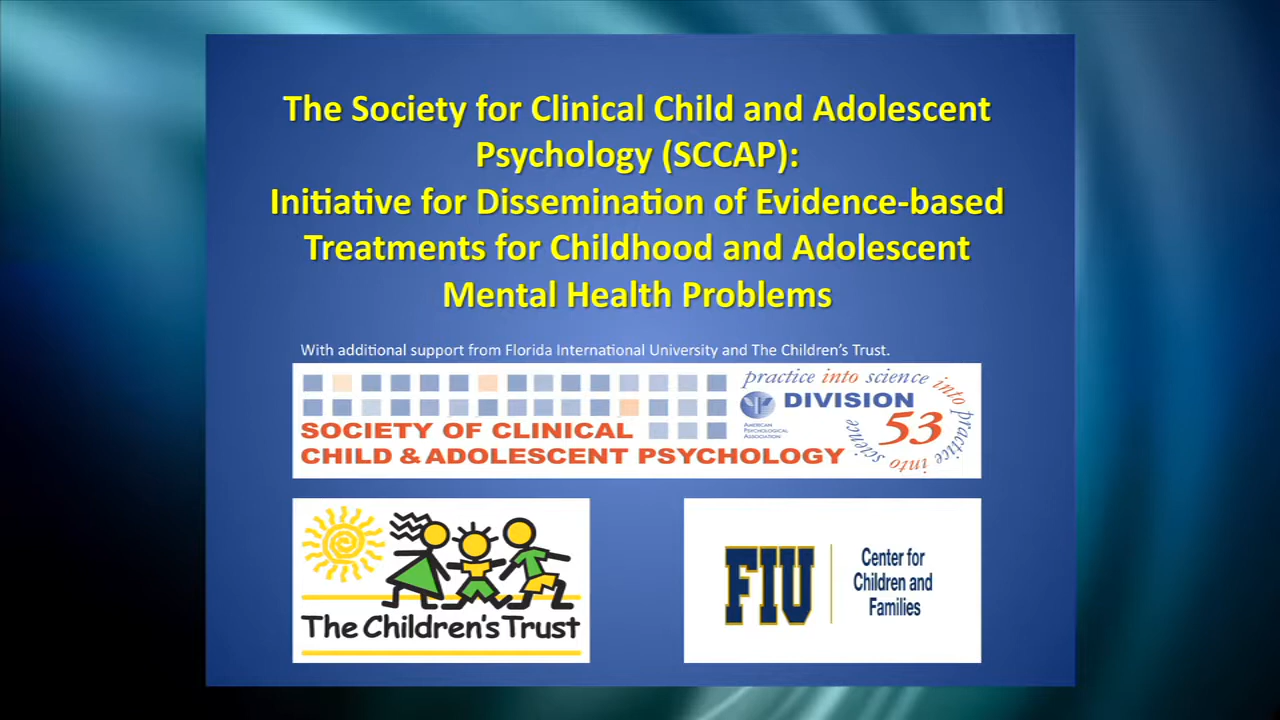 The Society for Clinical Child and Adolescent
Psychology (SCCAP):
Initiative for Dissemination of Evidence-based
Treatments for Childhood and Adolescent
Mental Health Problems
With additional support from Florida International University and The Children's Trust.
practice into science into practice into science
DIVISION
53
AMERICAN
PSYCHOLOGICAL
ASSOCIATION
SOCIETY OF CLINICAL
CHILD & ADOLESCENT PSYCHOLOGY
The Children's Trust
FIU
Center for
Children and
Families